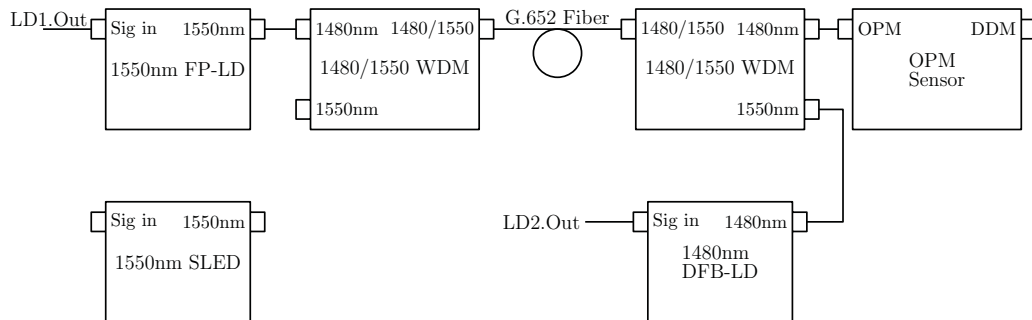 LD1.Out
Sig in 1550nm
1550nm FP-LD
1480nm 1480/1550
1480/1550 WDM
1550nm
G.652 Fiber
1480/1550 1480nm
1480/1550 WDM
1550nm
OPM DDM
OPM
Sensor
Sig in 1550nm
1550nm SLED
LD2.Out
Sig in 1480nm
1480nm
DFB-LD